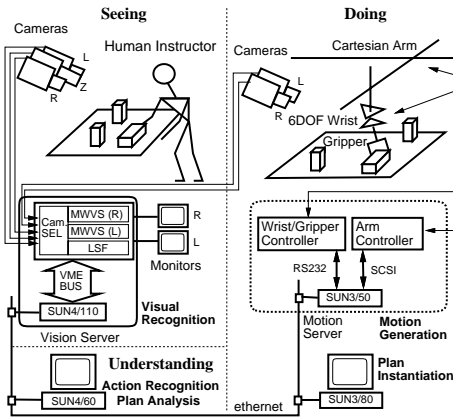 Seeing
Doing
Cameras
Human Instructor
L
Z
R
Cameras
L
R
Cartesian Arm
6DOF Wrist
Gripper
Cam
SEL
MWVS (R)
MWVS (L)
LSF
R
L
Monitors
VME
BUS
SUN4/110
Visual
Recognition
Vision Server
Wrist/Gripper
Controller
Arm
Controller
RS232
SCSI
SUN3/50
Motion
Server
Motion
Generation
Understanding
Action Recognition
Plan Analysis
SUN4/60
ethernet
Plan
Instantiation
SUN3/80